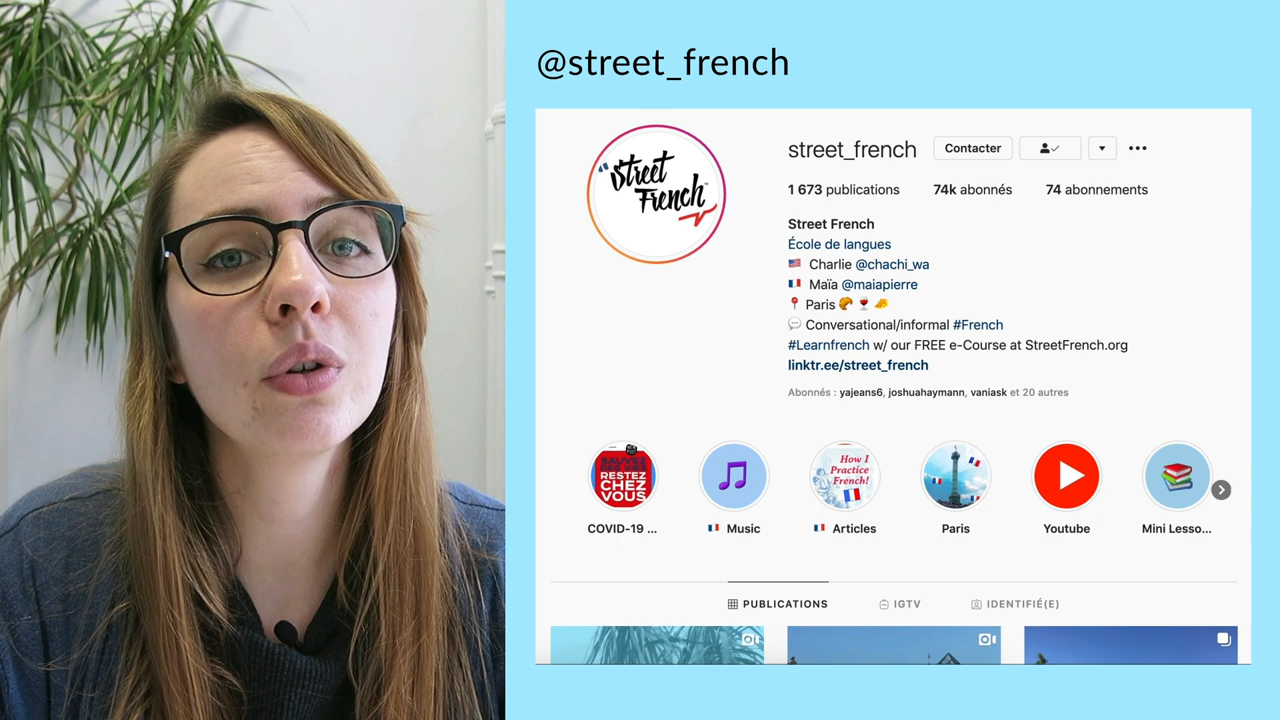 @street_french
Street
French
street_french Contacter
1 673 publications 74k abonnés 74 abonnements
Street French
École de langues
Charlie @chachi_wa
Maïa @maiapierre
Paris
Conversational/informal #French
#Learnfrench w/ our FREE e-Course at StreetFrench.org
linktr.ee/street_french
Abonnés : yajeans6, joshuahaymann, vaniask et 20 autres
SAUVEZ
DES VIES
RESTEZ
CHEZ
VOUS
How I
Practice
French!
COVID-19 ... Music Articles Paris Youtube Mini Lesso...
PUBLICATIONS IGTV IDENTIFIÉ(E)